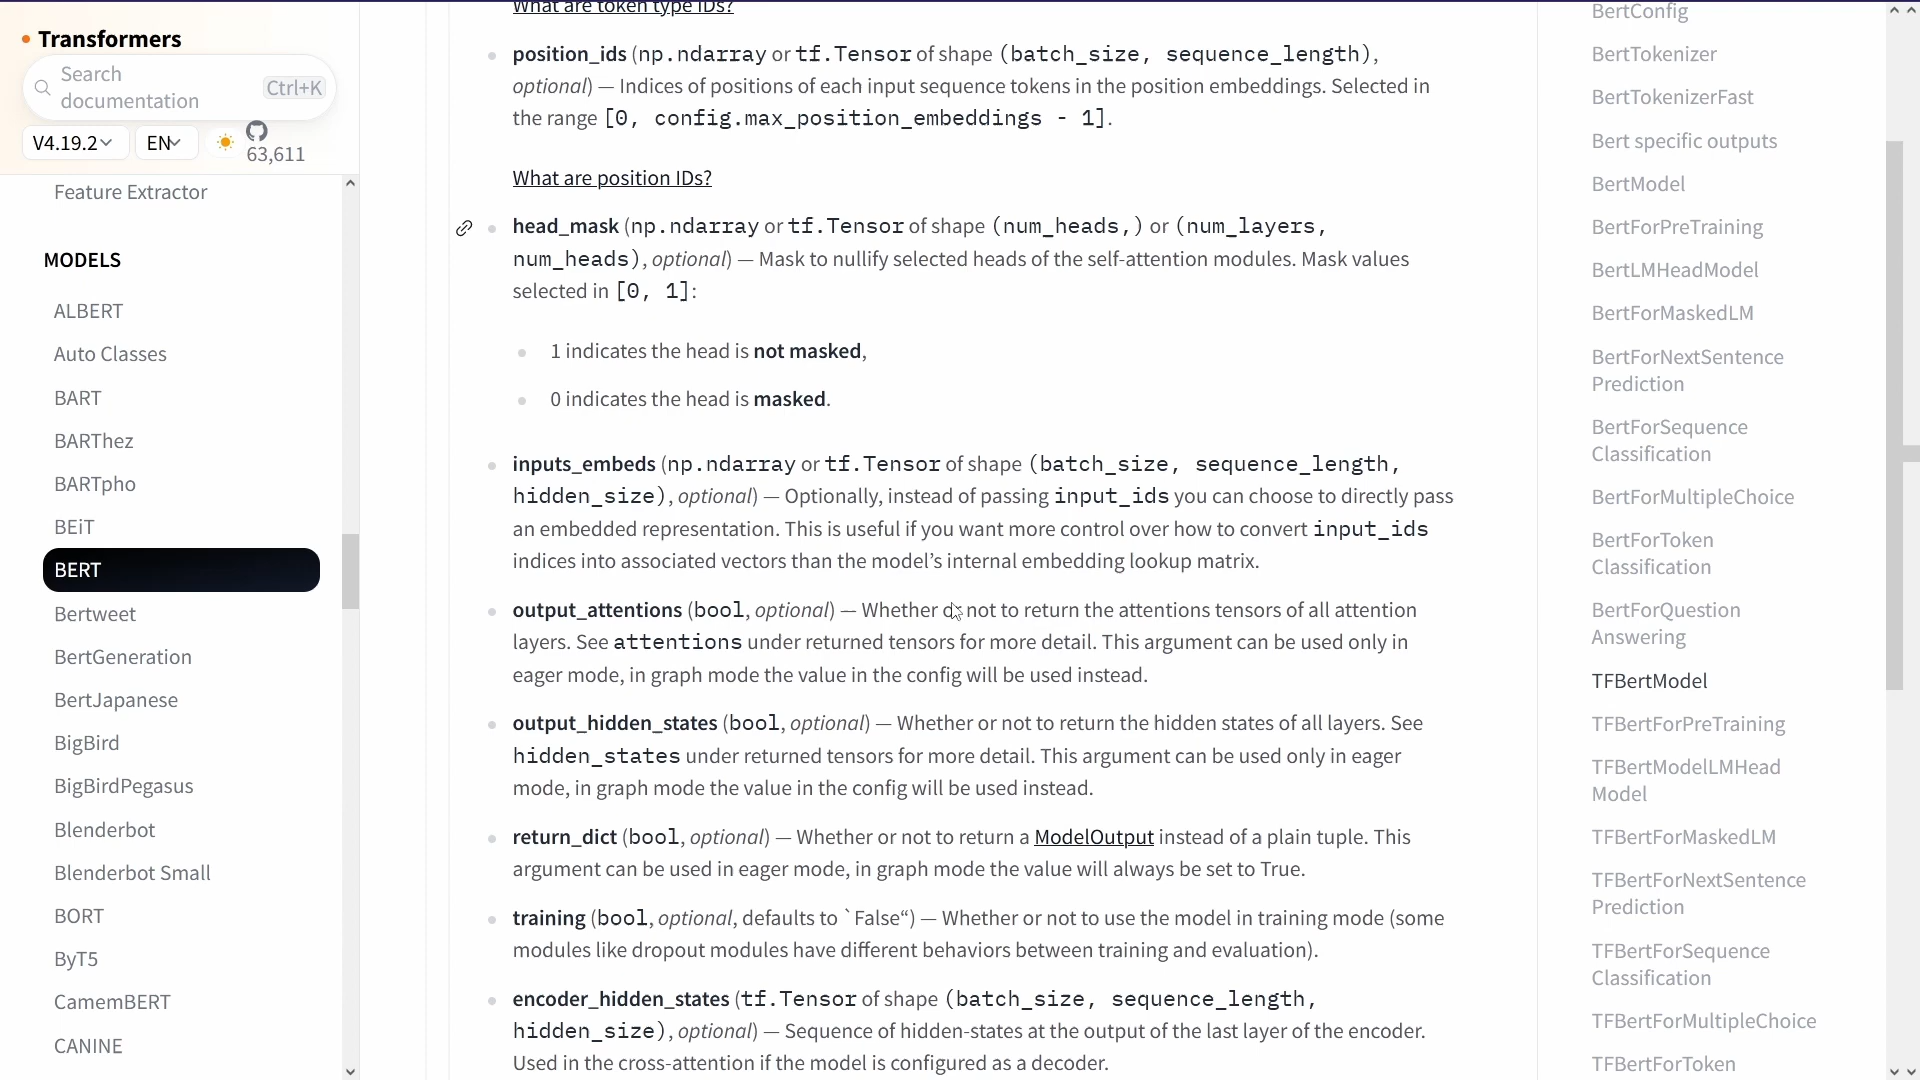 Transformers
Search
documentation
Ctrl+K
V4.19.2
EN
63,611
Feature Extractor
MODELS
ALBERT
Auto Classes
BART
BARThez
BARTpho
BEiT
BERT
Bertweet
BertGeneration
BertJapanese
BigBird
BigBirdPegasus
Blenderbot
Blenderbot Small
BORT
ByT5
CamemBERT
CANINE
What are token type IDs?
position_ids (np.ndarray or tf.Tensor of shape (batch_size, sequence_length),
optional) — Indices of positions of each input sequence tokens in the position embeddings. Selected in
the range [0, config.max_position_embeddings - 1].
What are position IDs?
head_mask (np.ndarray or tf.Tensor of shape (num_heads,) or (num_layers,
num_heads), optional) — Mask to nullify selected heads of the self-attention modules. Mask values
selected in [0, 1]:
1 indicates the head is not masked,
0 indicates the head is masked.
inputs_embeds (np.ndarray or tf.Tensor of shape (batch_size, sequence_length,
hidden_size), optional) — Optionally, instead of passing input_ids you can choose to directly pass
an embedded representation. This is useful if you want more control over how to convert input_ids
indices into associated vectors than the model’s internal embedding lookup matrix.
output_attentions (bool, optional) — Whether or not to return the attentions tensors of all attention
layers. See attentions under returned tensors for more detail. This argument can be used only in
eager mode, in graph mode the value in the config will be used instead.
output_hidden_states (bool, optional) — Whether or not to return the hidden states of all layers. See
hidden_states under returned tensors for more detail. This argument can be used only in eager
mode, in graph mode the value in the config will be used instead.
return_dict (bool, optional) — Whether or not to return a ModelOutput instead of a plain tuple. This
argument can be used in eager mode, in graph mode the value will always be set to True.
training (bool, optional, defaults to `False“) — Whether or not to use the model in training mode (some
modules like dropout modules have different behaviors between training and evaluation).
encoder_hidden_states (tf.Tensor of shape (batch_size, sequence_length,
hidden_size), optional) — Sequence of hidden-states at the output of the last layer of the encoder.
Used in the cross-attention if the model is configured as a decoder.
BertConfig
BertTokenizer
BertTokenizerFast
Bert specific outputs
BertModel
BertForPreTraining
BertLMHeadModel
BertForMaskedLM
BertForNextSentence
Prediction
BertForSequence
Classification
BertForMultipleChoice
BertForToken
Classification
BertForQuestion
Answering
TFBertModel
TFBertForPreTraining
TFBertModelLMHead
Model
TFBertForMaskedLM
TFBertForNextSentence
Prediction
TFBertForSequence
Classification
TFBertForMultipleChoice
TFBertForToken